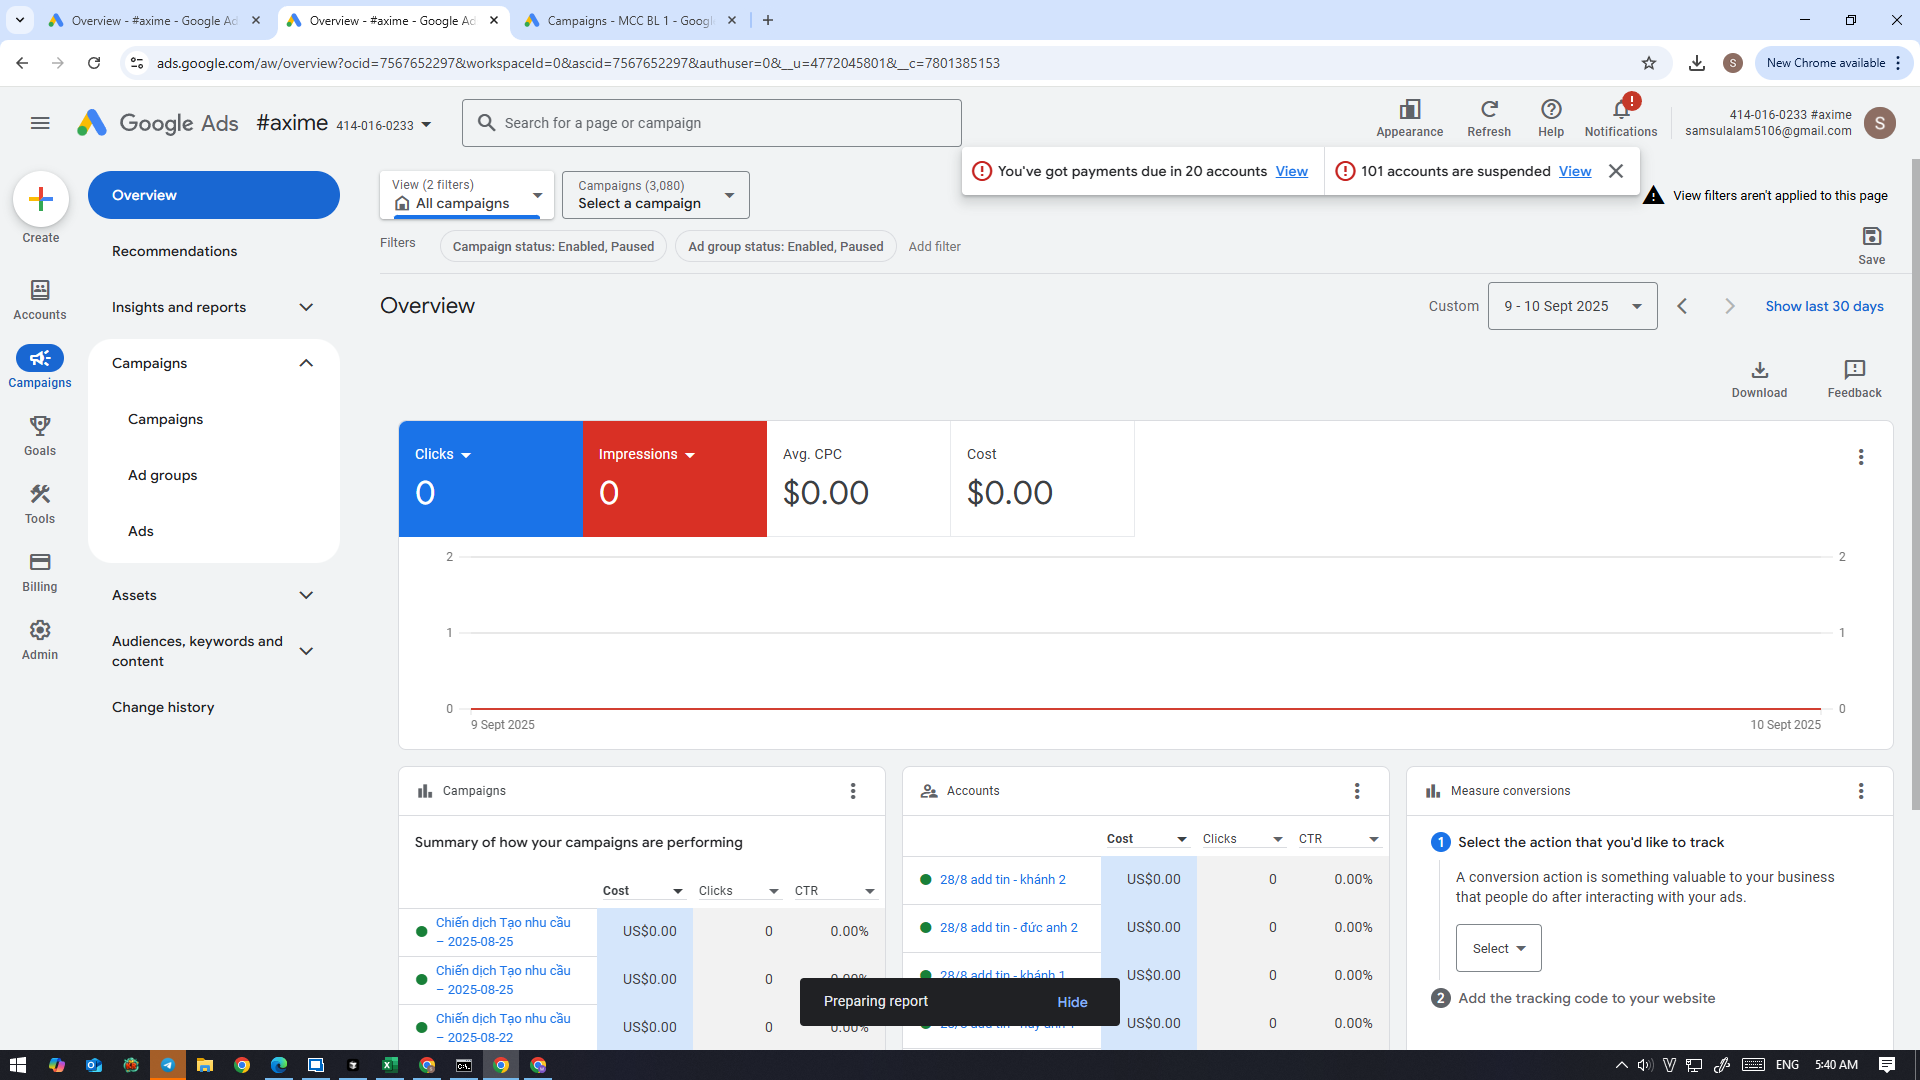 Overview - #axime - Google Ad
Overview - #axime - Google Ad
Campaigns - MCC BL 1 - Googl
ads.google.com/aw/overview?ocid=7567652297&workspaceId=0&ascid=7567652297&authuser=0&__u=4772045801&__c=7801385153
S
New Chrome available
Google Ads
#axime 414-016-0233
Search for a page or campaign
Appearance
Refresh
Help
Notifications
414-016-0233 #axime
samsulalam5106@gmail.com
S
You've got payments due in 20 accounts View
101 accounts are suspended View
View filters aren't applied to this page
Create
Accounts
Campaigns
Goals
Tools
Billing
Admin
Overview
Recommendations
Insights and reports
Campaigns
Campaigns
Ad groups
Ads
Assets
Audiences, keywords and
content
Change history
View (2 filters)
All campaigns
Campaigns (3,080)
Select a campaign
Filters
Campaign status: Enabled, Paused
Ad group status: Enabled, Paused
Add filter
Save
Overview
Custom
9 - 10 Sept 2025
Show last 30 days
Download
Feedback
Clicks
0
Impressions
0
Avg. CPC
$0.00
Cost
$0.00
2
2
1
1
0
0
9 Sept 2025
10 Sept 2025
Campaigns
Summary of how your campaigns are performing
Cost Clicks CTR
Chiến dịch Tạo nhu cầu
– 2025-08-25
US$0.00 0 0.00%
Chiến dịch Tạo nhu cầu
– 2025-08-25
US$0.00 0 0.00%
Chiến dịch Tạo nhu cầu
– 2025-08-22
US$0.00 0 0.00%
Accounts
Cost Clicks CTR
28/8 add tin - khánh 2 US$0.00 0 0.00%
28/8 add tin - đức anh 2 US$0.00 0 0.00%
28/8 add tin - khánh 1 US$0.00 0 0.00%
US$0.00 0 0.00%
Measure conversions
1 Select the action that you'd like to track
A conversion action is something valuable to your business
that people do after interacting with your ads.
Select
2 Add the tracking code to your website
Preparing report
Hide
ENG
5:40 AM